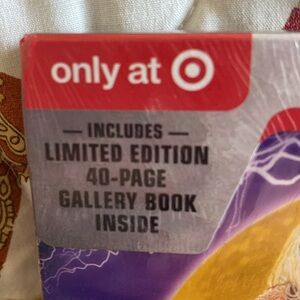 only at
— INCLUDES —
LIMITED EDITION
40-PAGE
GALLERY BOOK
INSIDE